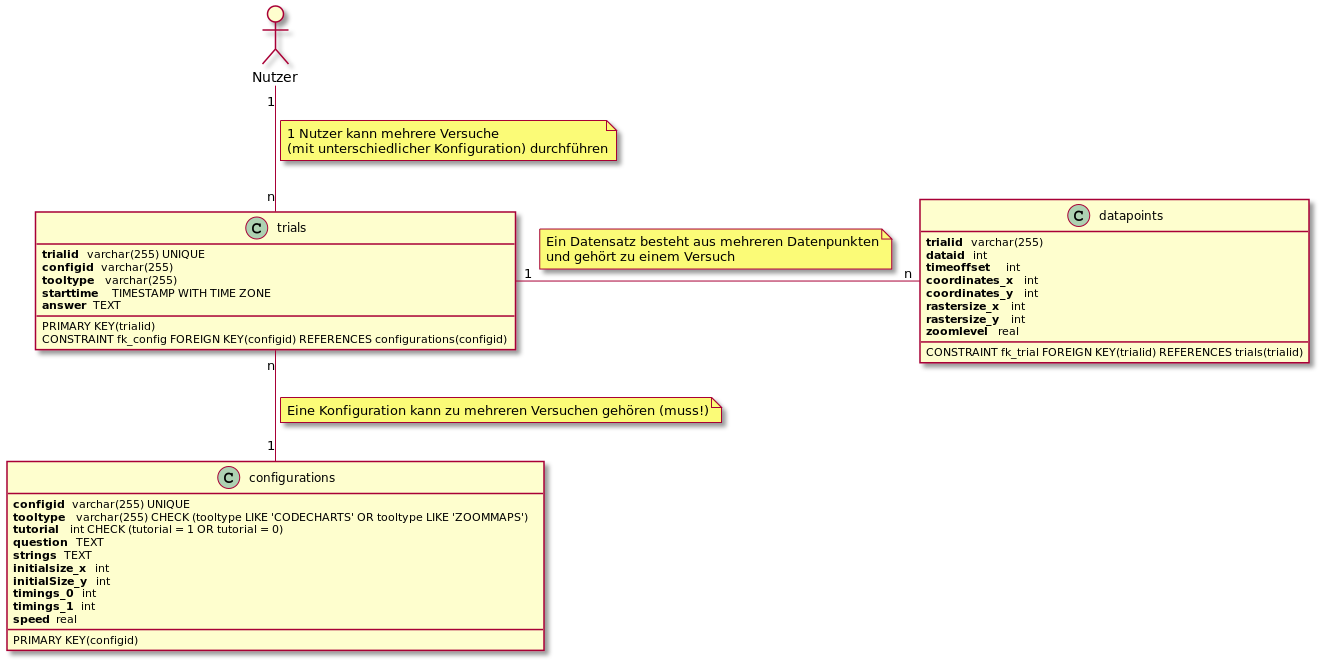 Nutzer
1
1 Nutzer kann mehrere Versuche
(mit unterschiedlicher Konfiguration) durchführen
n
C trials
trialid varchar(255) UNIQUE
configid varchar(255)
tooltype varchar(255)
starttime TIMESTAMP WITH TIME ZONE
answer TEXT
PRIMARY KEY(trialid)
CONSTRAINT fk_config FOREIGN KEY(configid) REFERENCES configurations(configid)
Ein Datensatz besteht aus mehreren Datenpunkten
und gehört zu einem Versuch
1
n
C datapoints
trialid varchar(255)
dataid int
timeoffset int
coordinates_x int
coordinates_y int
rastersize_x int
rastersize_y int
zoomlevel real
CONSTRAINT fk_trial FOREIGN KEY(trialid) REFERENCES trials(trialid)
n
Eine Konfiguration kann zu mehreren Versuchen gehören (muss!)
1
C configurations
configid varchar(255) UNIQUE
tooltype varchar(255) CHECK (tooltype LIKE 'CODECHARTS' OR tooltype LIKE 'ZOOMMAPS')
tutorial int CHECK (tutorial = 1 OR tutorial = 0)
question TEXT
strings TEXT
initialsize_x int
initialSize_y int
timings_0 int
timings_1 int
speed real
PRIMARY KEY(configid)